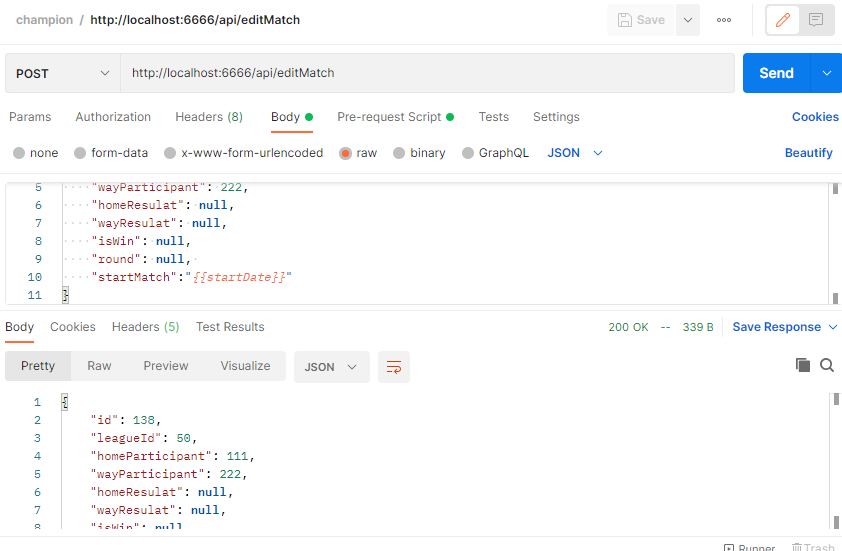 champion / http://localhost:6666/api/editMatch
Save
POST http://localhost:6666/api/editMatch Send
Params Authorization Headers (8) Body Pre-request Script Tests Settings Cookies
none form-data x-www-form-urlencoded raw binary GraphQL JSON Beautify
5 "wayParticipant": 222,
6 "homeResulat": null,
7 "wayResulat": null,
8 "isWin": null,
9 "round": null,
10 "startMatch":"{{startDate}}"
11 }
Body Cookies Headers (5) Test Results 200 OK -- 339 B Save Response
Pretty Raw Preview Visualize JSON
1 {
2 "id": 138,
3 "leagueId": 50,
4 "homeParticipant": 111,
5 "wayParticipant": 222,
6 "homeResulat": null,
7 "wayResulat": null,
8 "isWin": null
Runner Trash